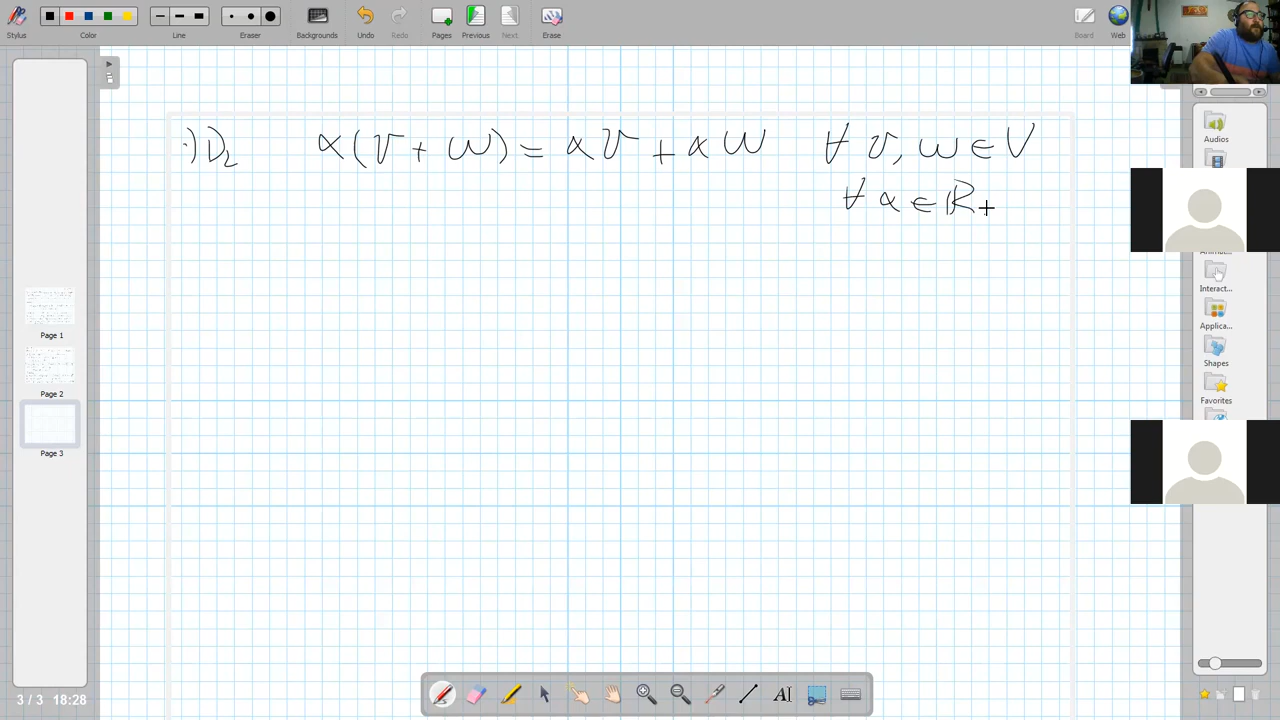 Stylus
Color
Line
Eraser
Backgrounds
Undo
Redo
Pages
Previous
Next
Erase
Board
Web
·) D₂ α(v + w) = αv + αw ∀ v, w ∈ V
∀ α ∈ ℝ
Audios
Interact...
Applica...
Shapes
Favorites
Page 1
Page 2
Page 3
3 / 3 18:28